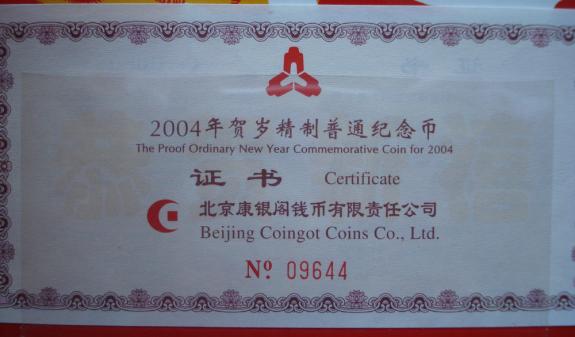 2004年贺岁精制普通纪念币
The Proof Ordinary New Year Commemorative Coin for 2004
证书 Certificate
北京康银阁钱币有限责任公司
Beijing Coingot Coins Co., Ltd.
Nº 09644